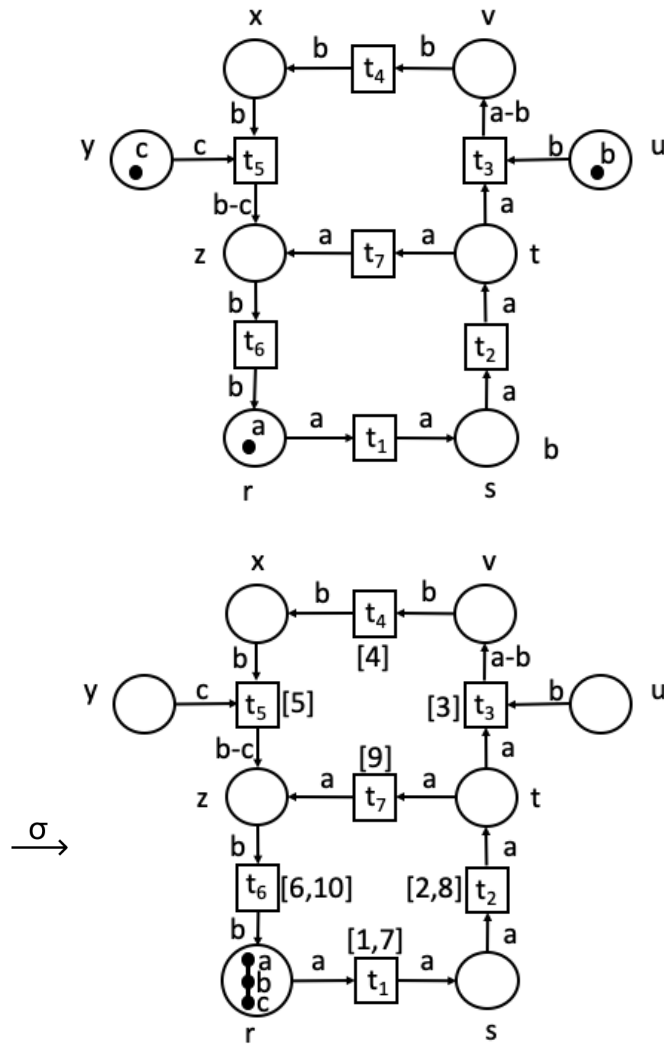 x v
b t4 b
b a-b
y c c t5 t3 b b u
b-c a
z a t7 a t
b a
t6 t2
b a
a a t1 a b
r s
x v
b t4 b
b [4] a-b
y c t5 [5] [3] t3 b u
b-c [9] a
z a t7 a t
σ b a
t6 [6,10] [2,8] t2
b [1,7] a
a
b a t1 a
c
r s